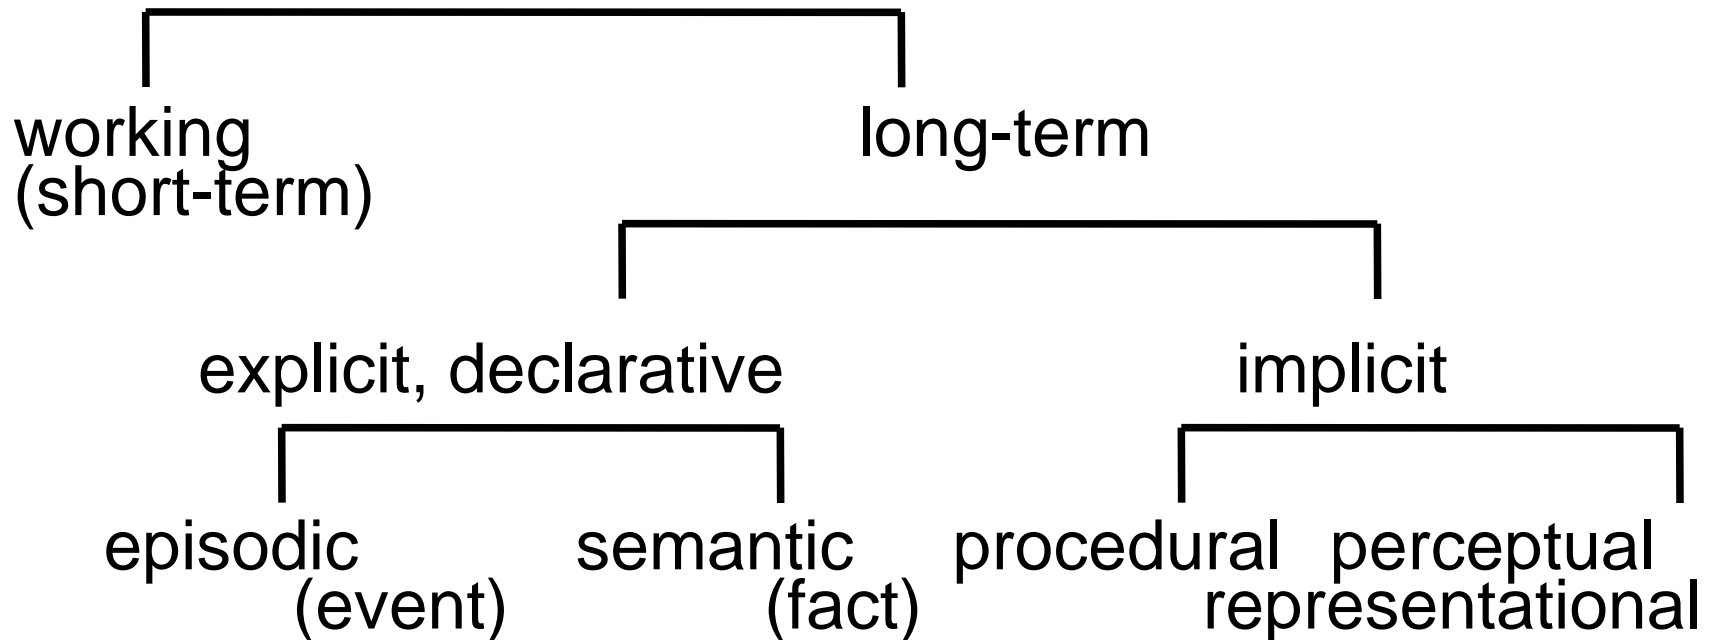 working
long-term
(short-term)
explicit, declarative
implicit
episodic
semantic
procedural
perceptual
(event)
(fact)
representational